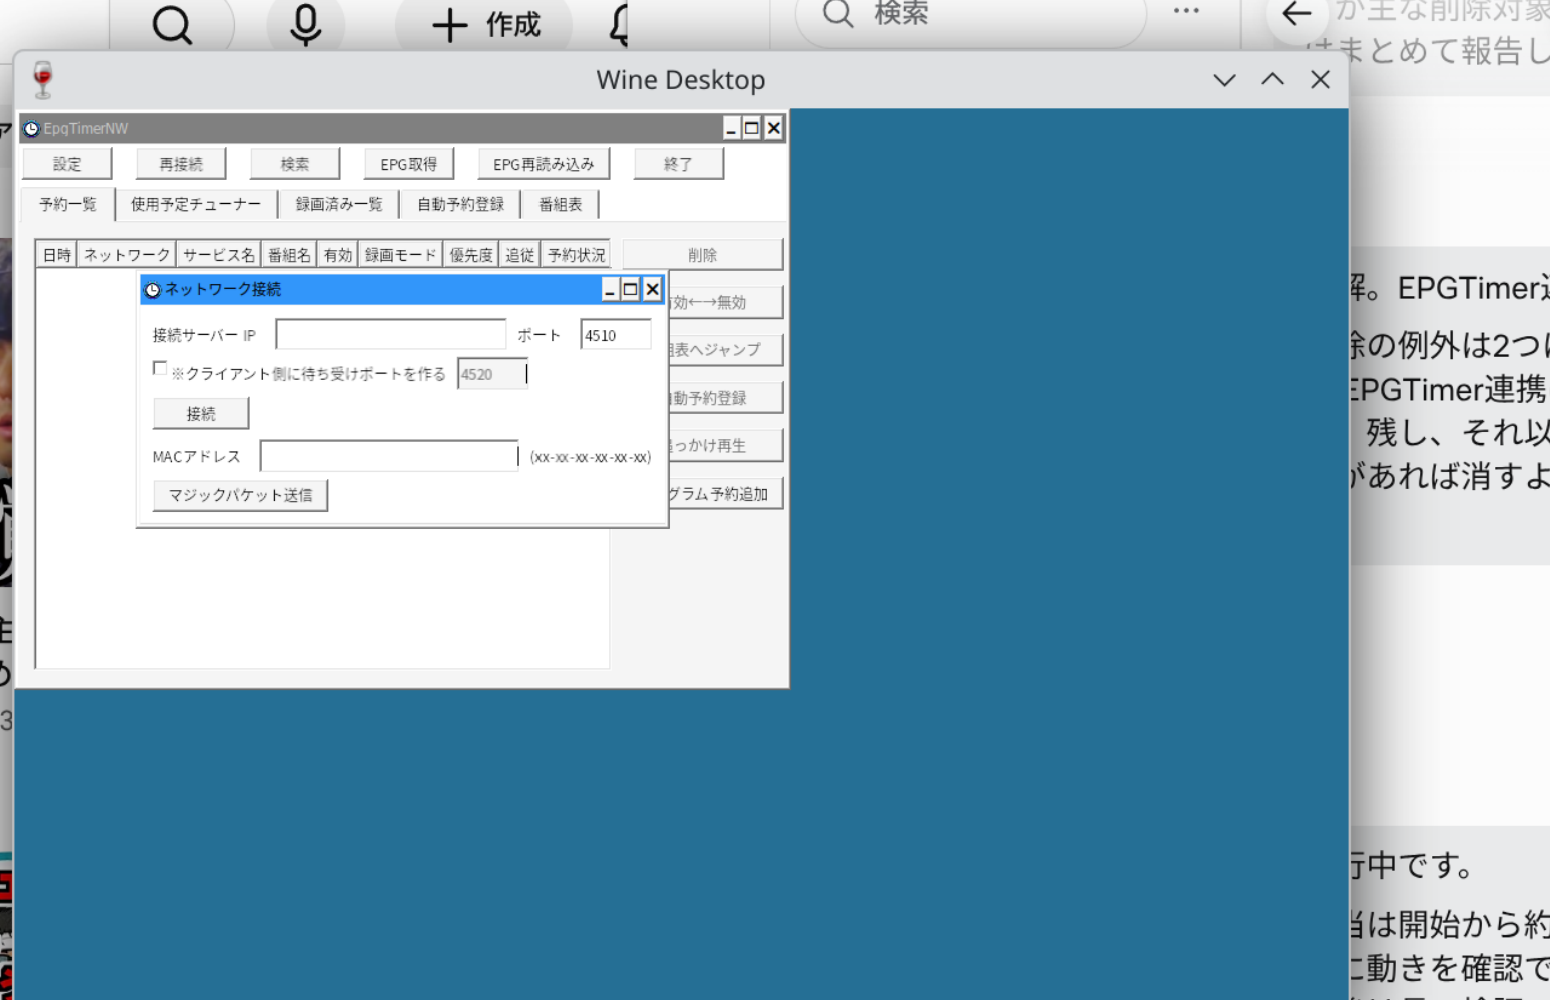 作成
検索
か主な削除対象
はまとめて報告し
Wine Desktop
EpgTimerNW
設定 再接続 検索 EPG取得 EPG再読み込み 終了
予約一覧 使用予定チューナー 録画済み一覧 自動予約登録 番組表
日時 ネットワーク サービス名 番組名 有効 録画モード 優先度 追従 予約状況 削除
ネットワーク接続
効←→無効
接続サーバー IP ポート 4510
表へジャンプ
※クライアント側に待ち受けポートを作る 4520
動予約登録
接続
っかけ再生
MACアドレス (xx-xx-xx-xx-xx-xx)
マジックパケット送信
グラム予約追加
解。EPGTimer
除の例外は2つ
EPGTimer連携
残し、それ以
があれば消すよ
め
3
行中です。
当は開始から約
に動きを確認で